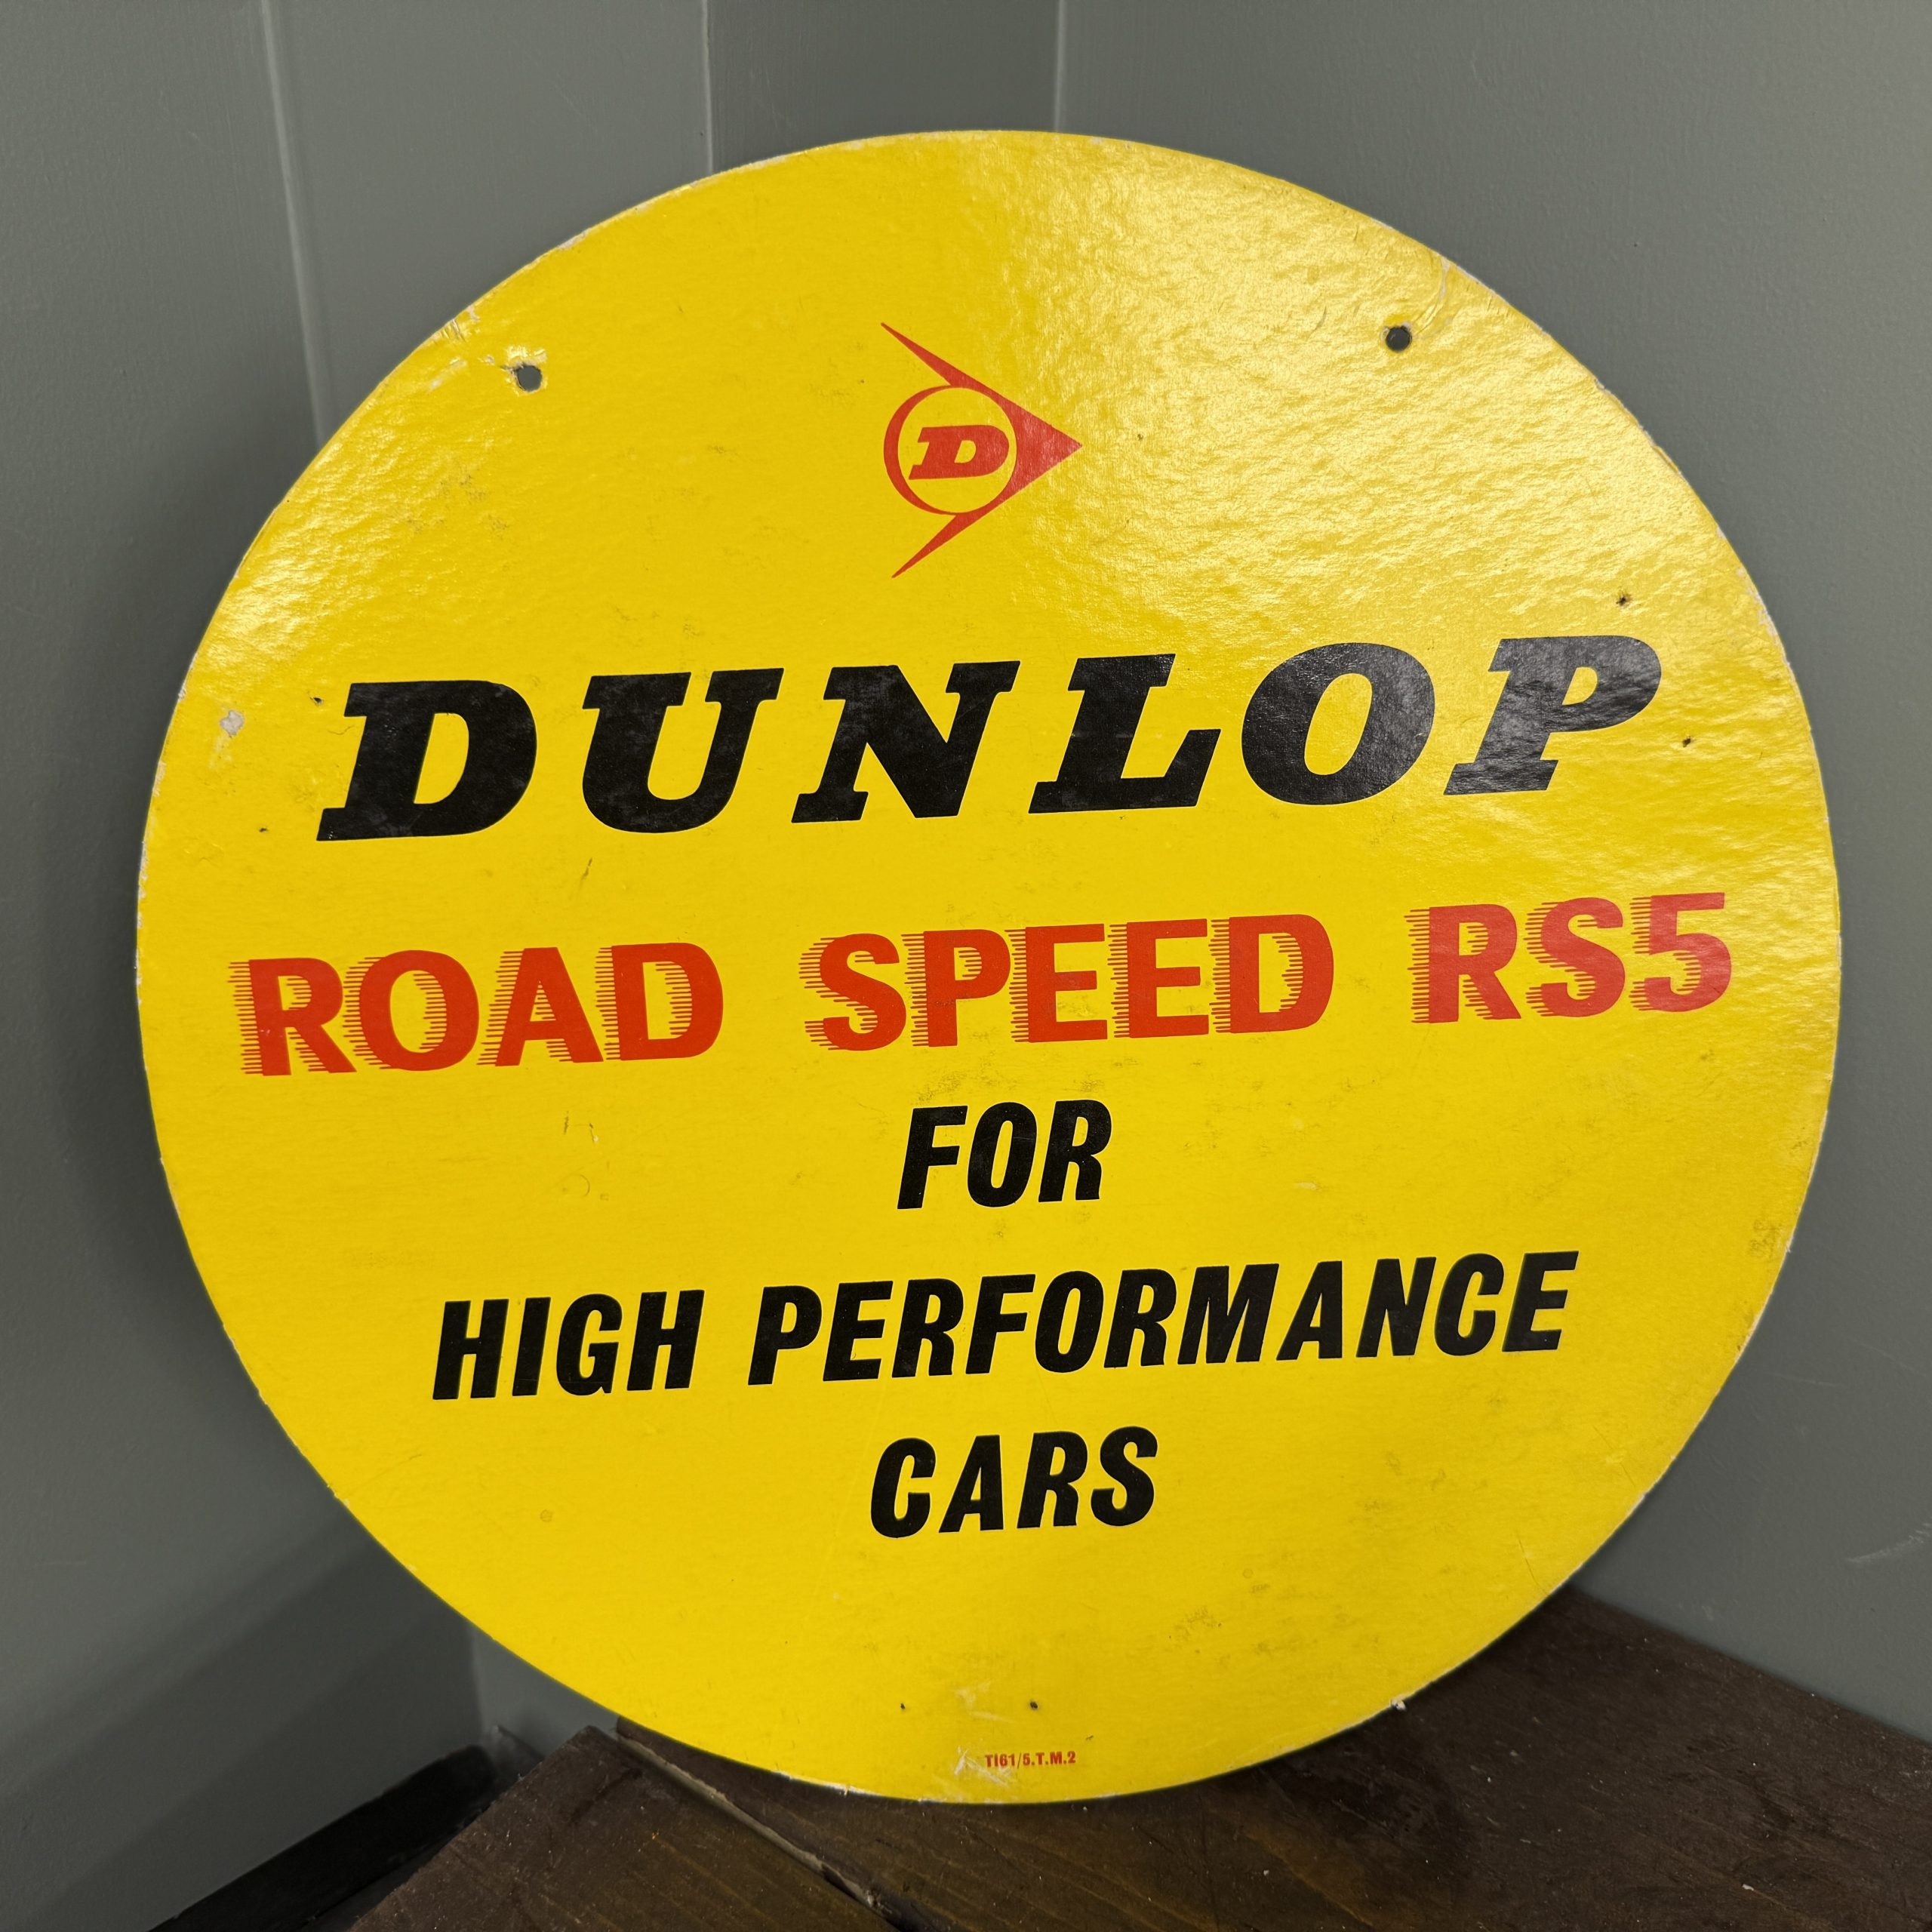 D
DUNLOP
ROAD SPEED RS5
FOR
HIGH PERFORMANCE
CARS
TI61/5.T.M.2